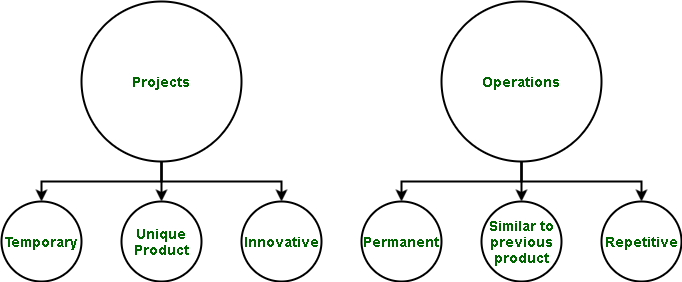 Projects
Operations
Temporary
Unique
Product
Innovative
Permanent
Similar to
previous
product
Repetitive